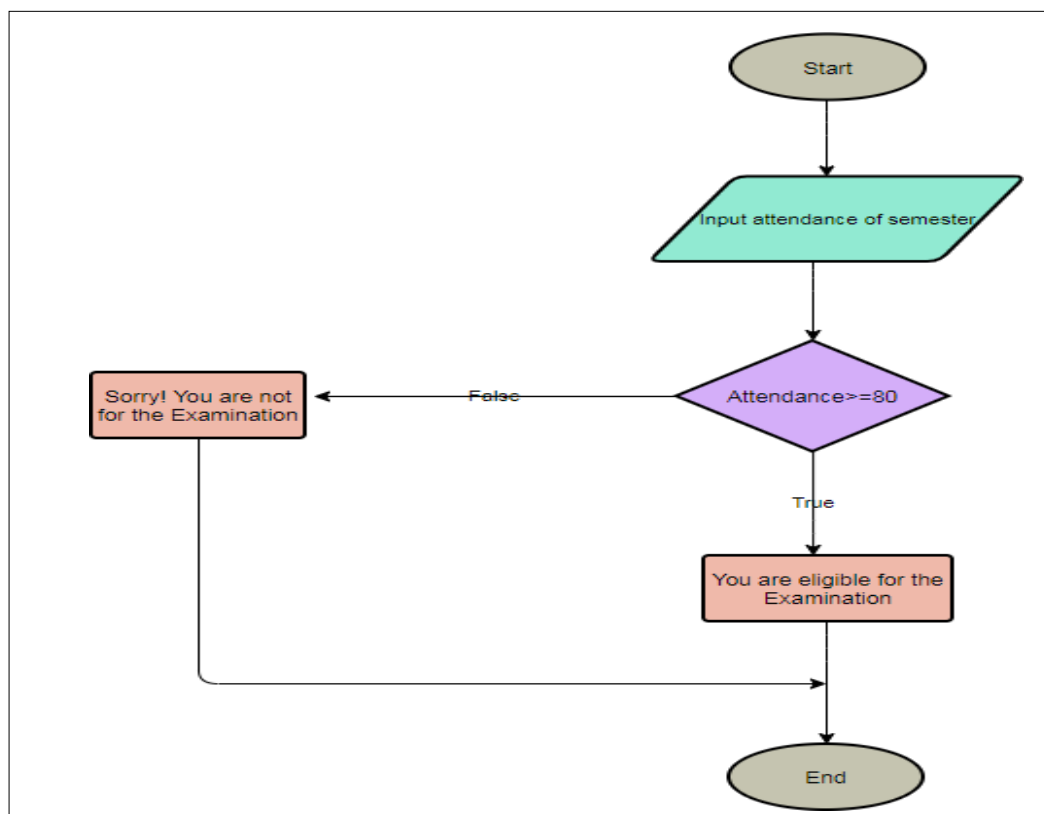 Start
Input attendance of semester
Attendance>=80
False
Sorry! You are not
for the Examination
True
You are eligible for the
Examination
End